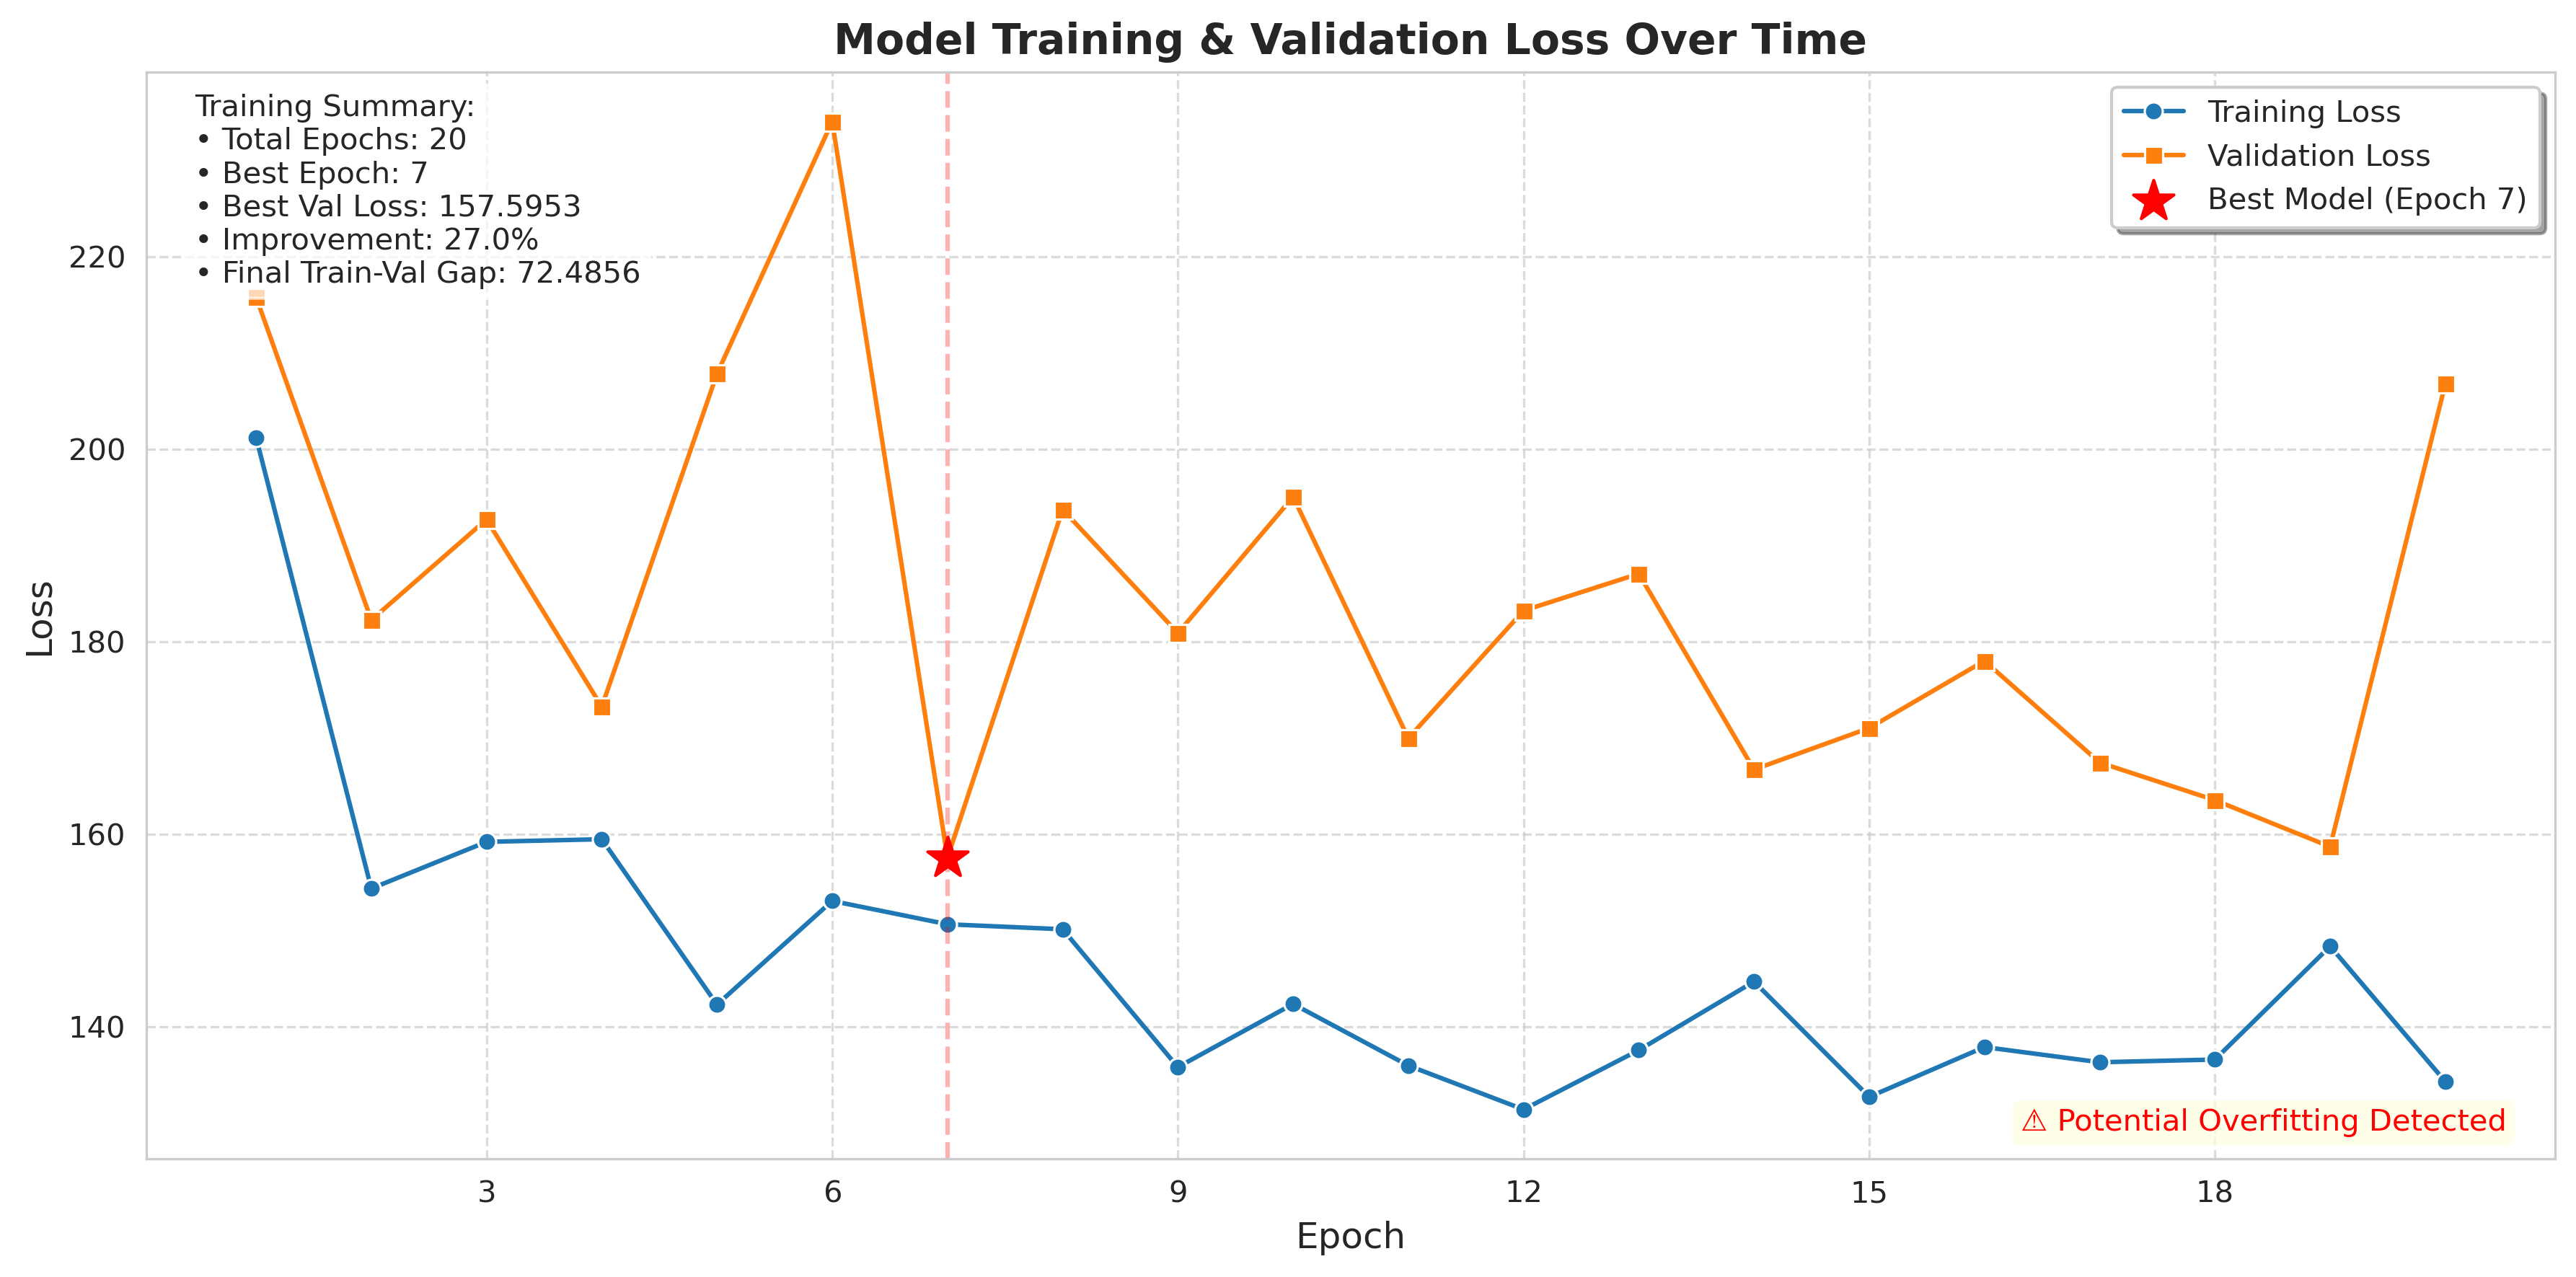 Model Training & Validation Loss Over Time
Training Summary:
• Total Epochs: 20
• Best Epoch: 7
• Best Val Loss: 157.5953
• Improvement: 27.0%
• Final Train-Val Gap: 72.4856
Training Loss
Validation Loss
Best Model (Epoch 7)
220
200
180
160
140
Loss
⚠ Potential Overfitting Detected
3 6 9 12 15 18
Epoch